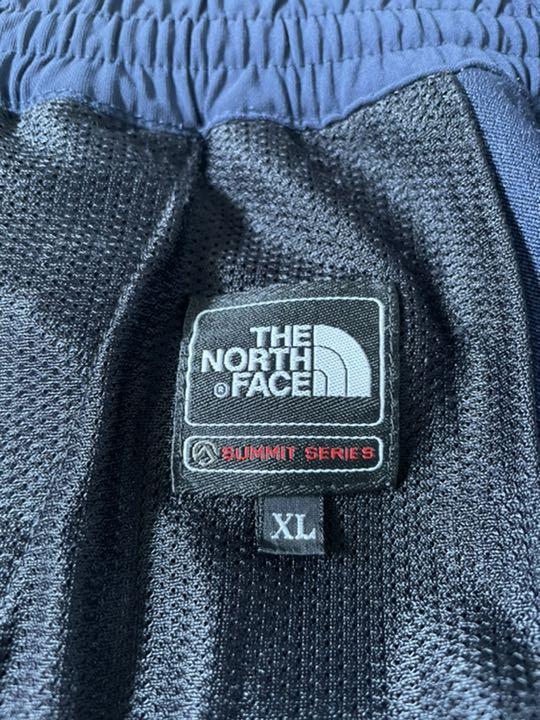 THE
NORTH
® FACE
SUMMIT SERIES
XL